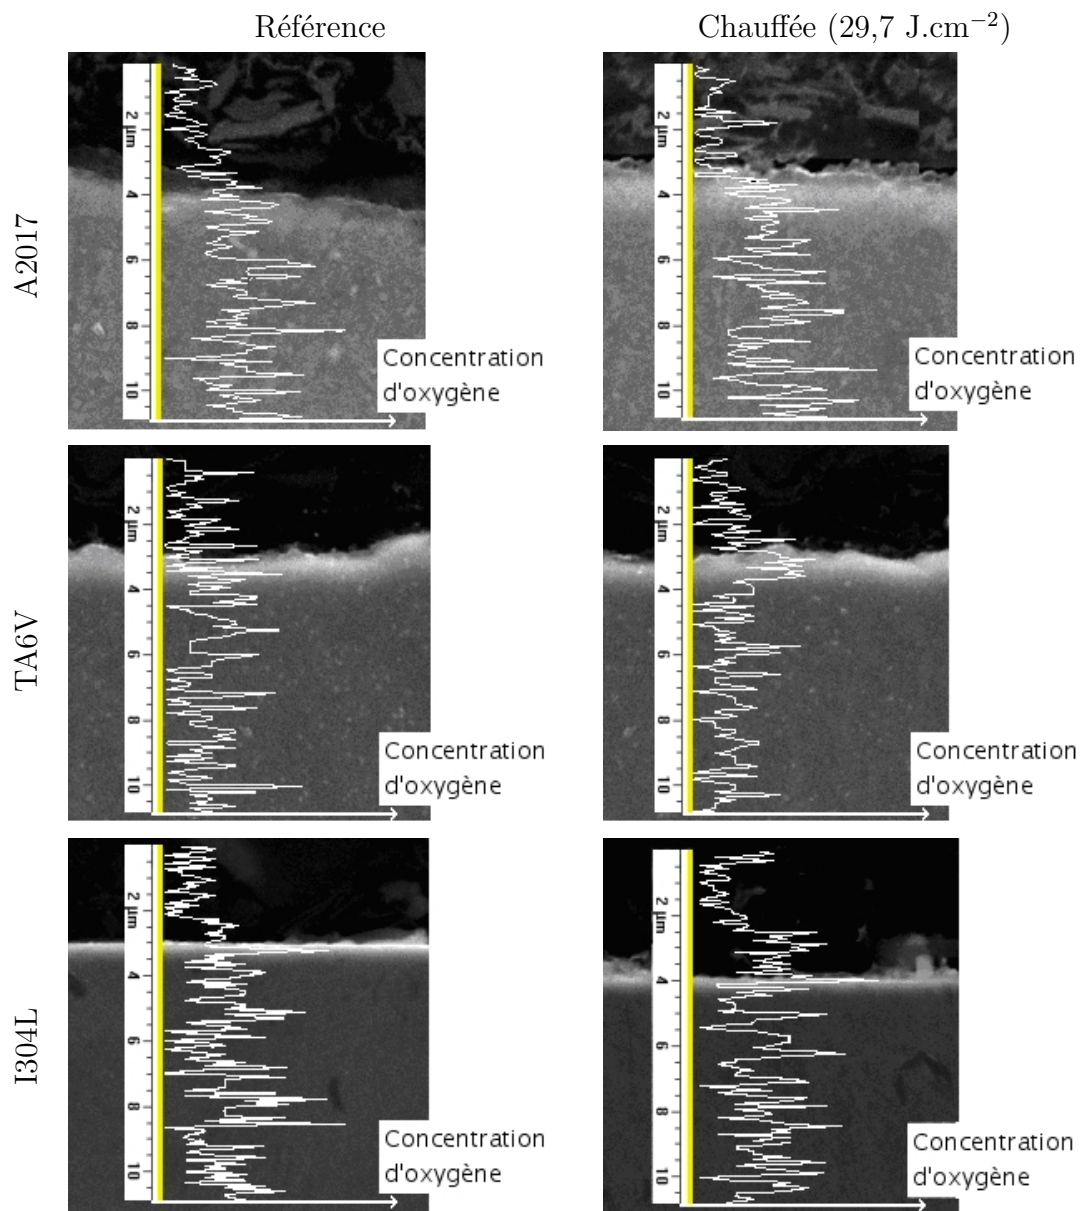 Référence
Chauffée (29,7 J.cm⁻²)
A2017
2 µm
4
6
8
10
Concentration
d'oxygène
2 µm
4
6
8
10
Concentration
d'oxygène
TA6V
2 µm
4
6
8
10
Concentration
d'oxygène
2 µm
4
6
8
10
Concentration
d'oxygène
I304L
2 µm
4
6
8
10
Concentration
d'oxygène
2 µm
4
6
8
10
Concentration
d'oxygène